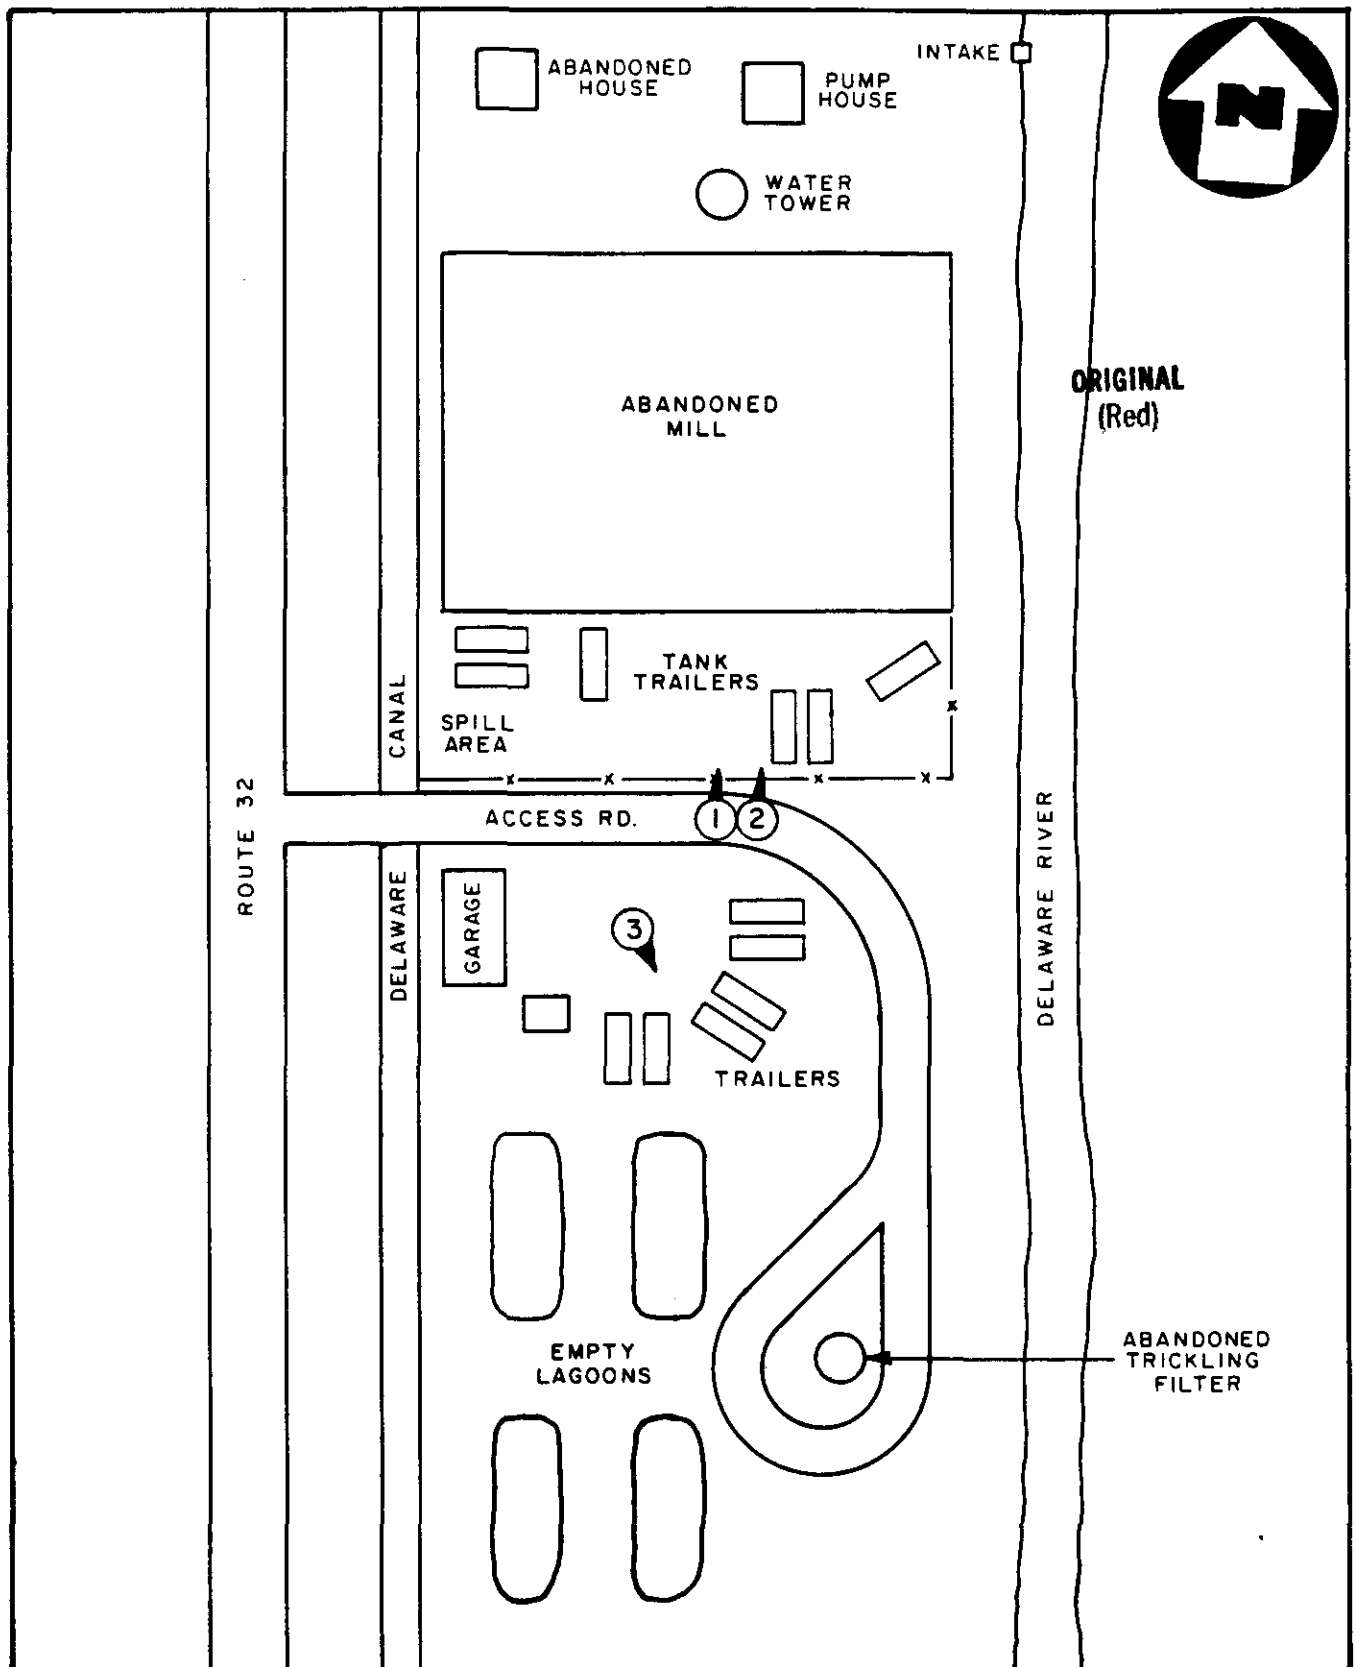 INTAKE
ABANDONED
HOUSE
PUMP
HOUSE
N
WATER
TOWER
ORIGINAL
(Red)
ABANDONED
MILL
TANK
TRAILERS
SPILL
AREA
CANAL
ROUTE 32
ACCESS RD.
1
2
DELAWARE RIVER
DELAWARE
GARAGE
3
TRAILERS
EMPTY
LAGOONS
ABANDONED
TRICKLING
FILTER